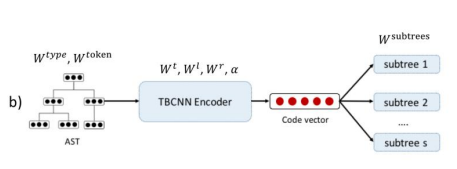 W^subtrees
W^type, W^token
W^t, W^l, W^r, α
subtree 1
b)
TBCNN Encoder
subtree 2
Code vector
....
AST
subtree s